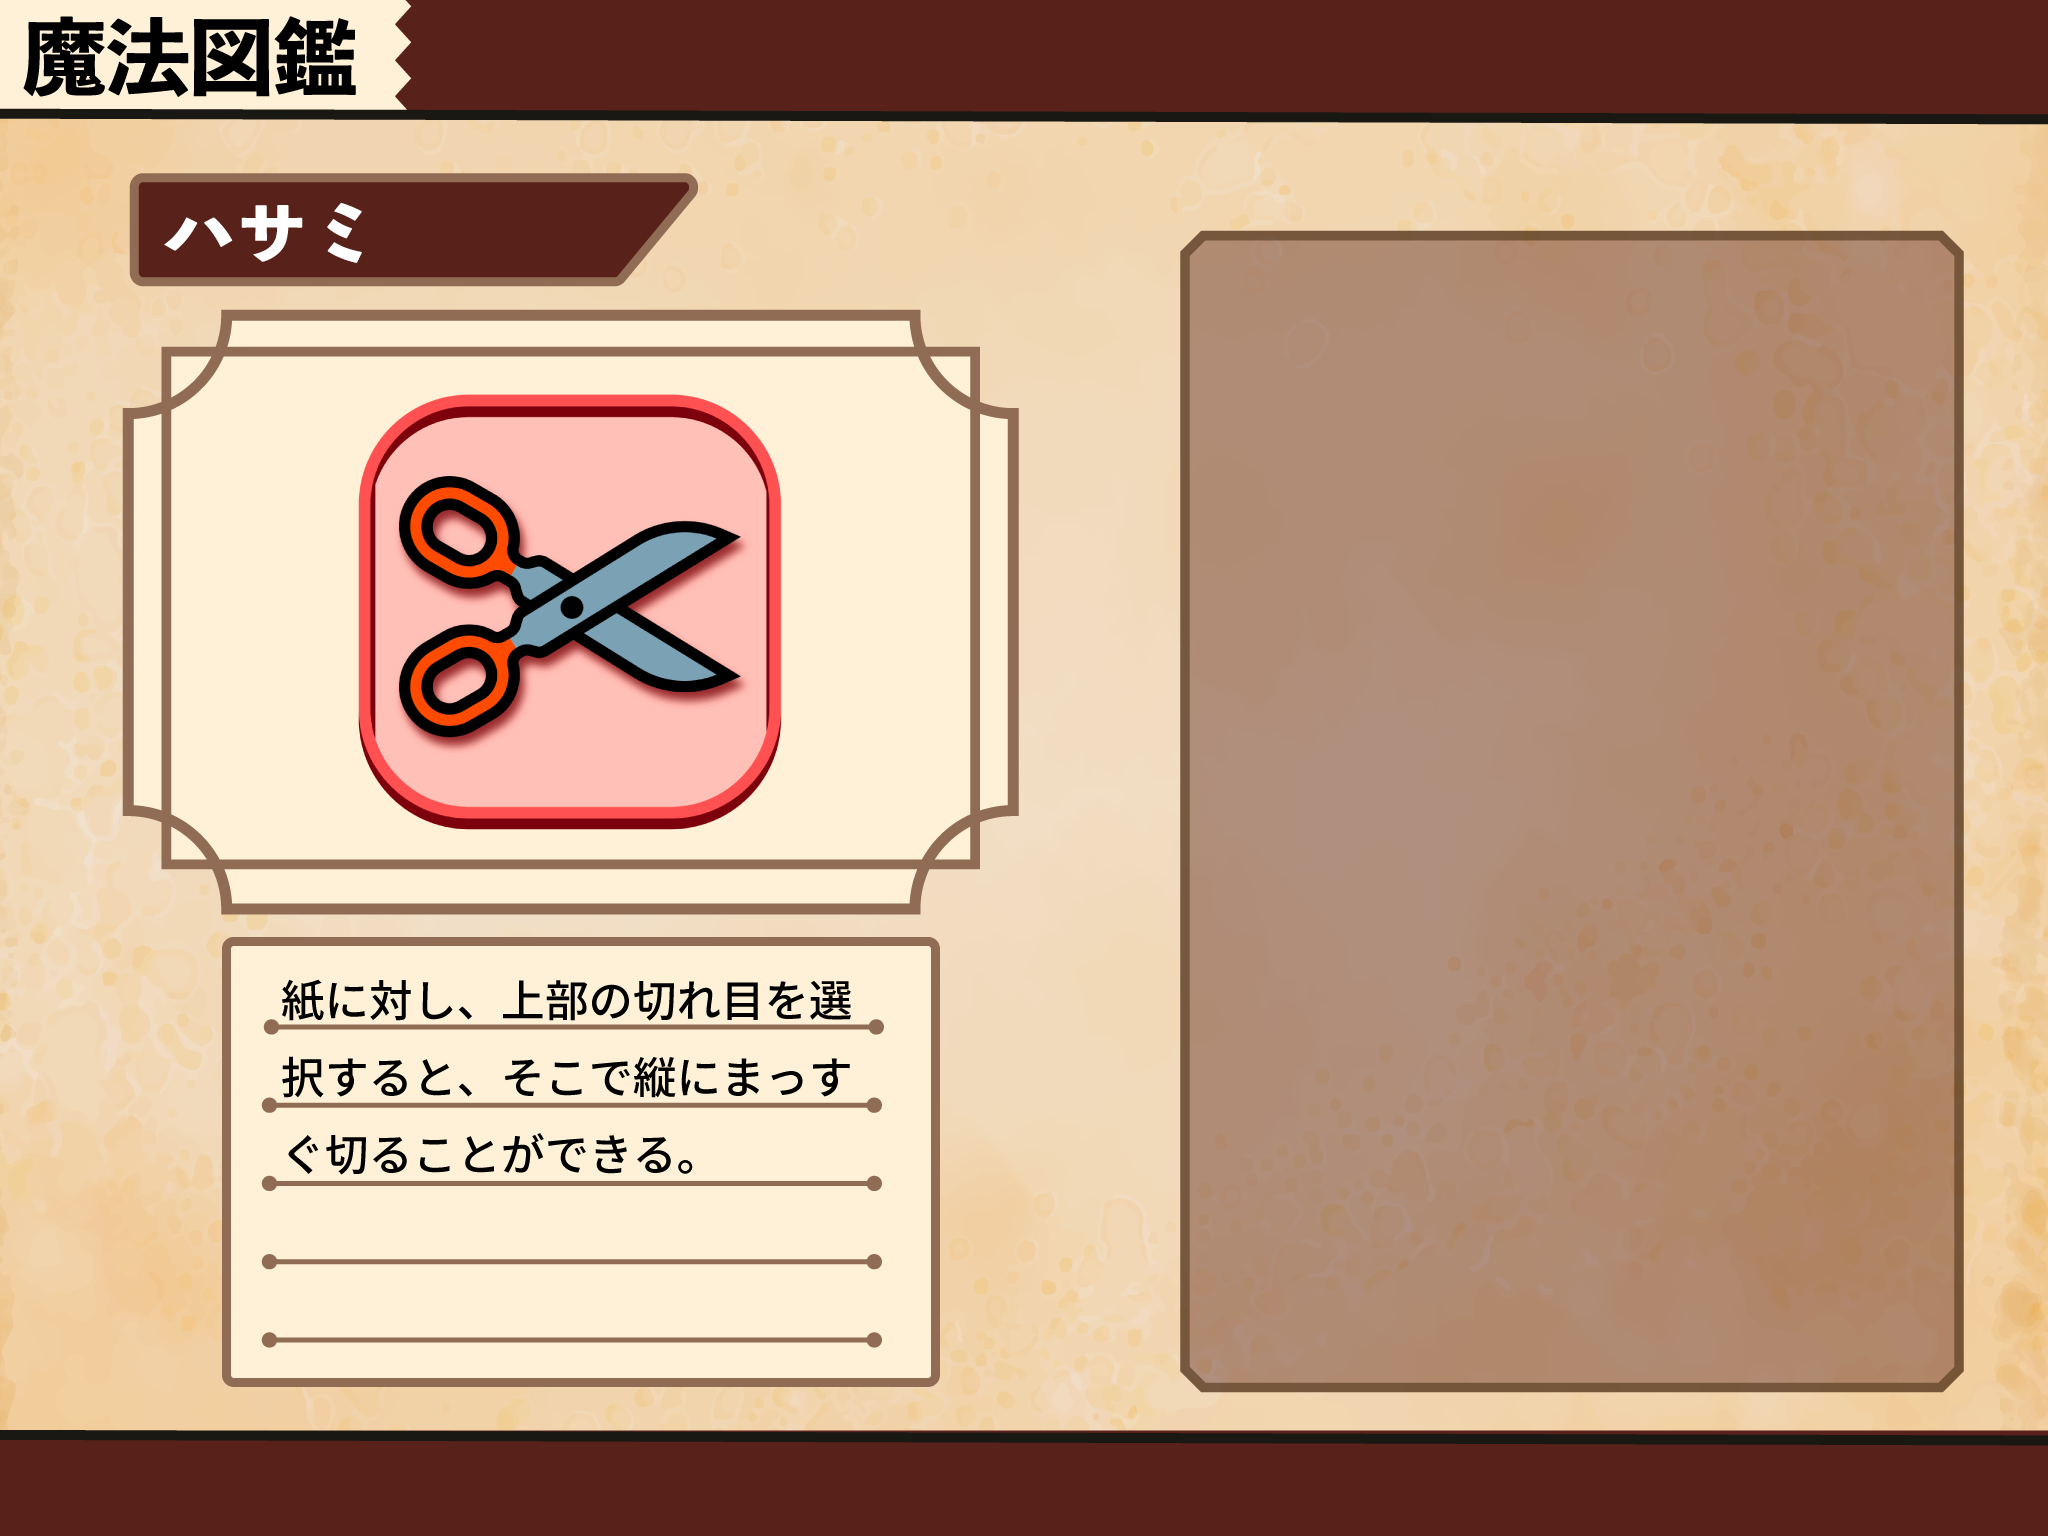 魔法図鑑
ハサミ
紙に対し、上部の切れ目を選
択すると、そこで縦にまっす
ぐ切ることができる。